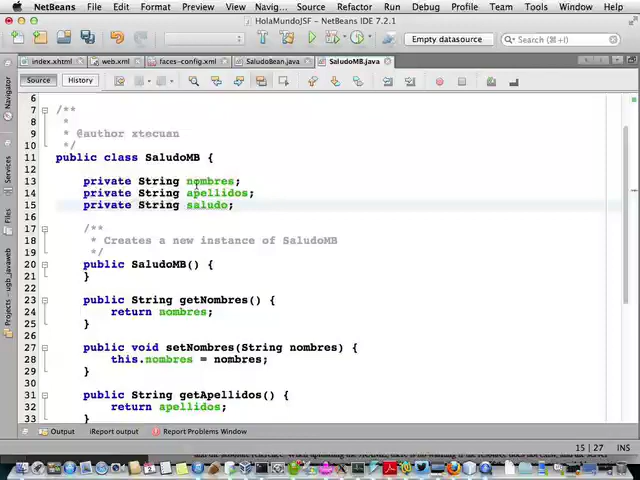 NetBeans File Edit View Navig... Source Refactor Run Debug Profile Team Tools Window Help
HolaMundoJSF - NetBeans IDE 7.2.1
Empty datasource
Search (⌘+I)
index.xhtml web.xml faces-config.xml SaludoBean.java SaludoMB.java
Source History
6
7 /**
8 *
9 * @author xtecuan
10 */
11 public class SaludoMB {
12
13 private String nombres;
14 private String apellidos;
15 private String saludo;
16
17 /**
18 * Creates a new instance of SaludoMB
19 */
20 public SaludoMB() {
21 }
22
23 public String getNombres() {
24 return nombres;
25 }
26
27 public void setNombres(String nombres) {
28 this.nombres = nombres;
29 }
30
31 public String getApellidos() {
32 return apellidos;
33 }
Navigator
Services
Files
Projects - ugb_javaweb
Output iReport output Report Problems Window
15 | 27 INS